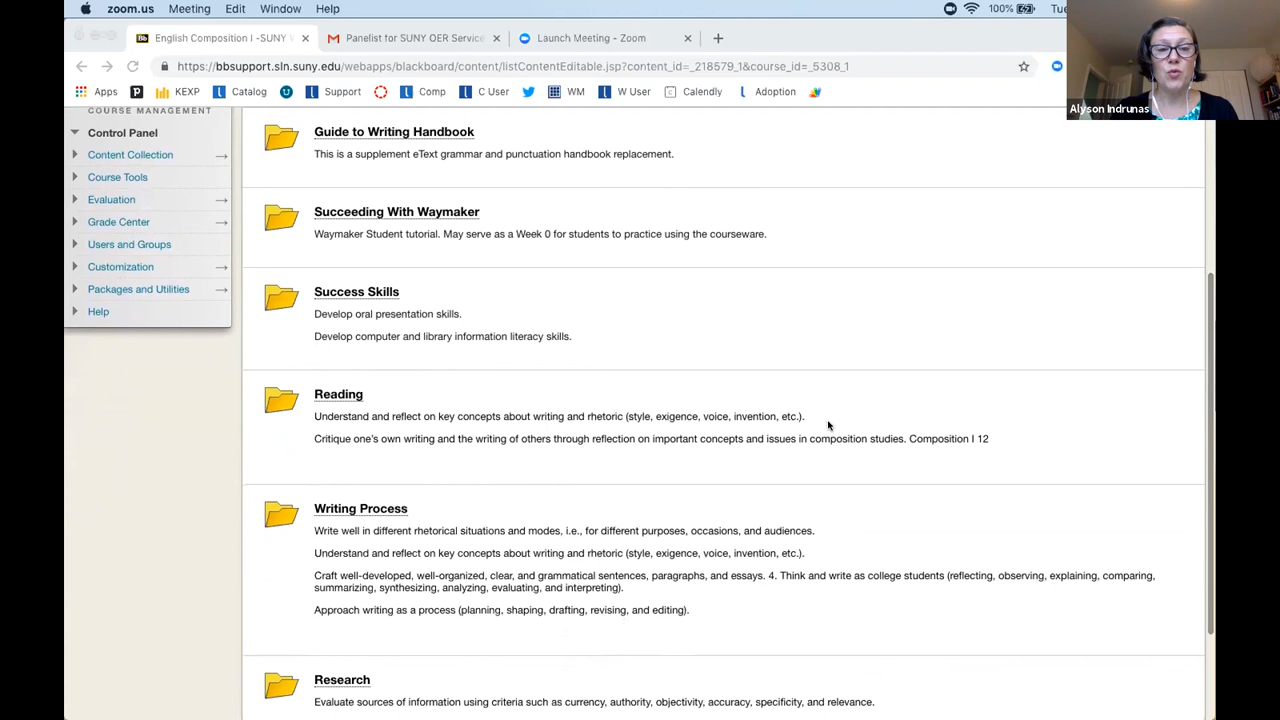 zoom.us Meeting Edit Window Help 100% Tue
English Composition I -SUNY W × Panelist for SUNY OER Service × Launch Meeting - Zoom × +
https://bbsupport.sln.suny.edu/webapps/blackboard/content/listContentEditable.jsp?content_id=_218579_1&course_id=_5308_1
Apps KEXP Catalog Support Comp C User WM W User Calendly Adoption
Alyson Indrunas
COURSE MANAGEMENT
Control Panel
Content Collection
Course Tools
Evaluation
Grade Center
Users and Groups
Customization
Packages and Utilities
Help
Guide to Writing Handbook
This is a supplement eText grammar and punctuation handbook replacement.
Succeeding With Waymaker
Waymaker Student tutorial. May serve as a Week 0 for students to practice using the courseware.
Success Skills
Develop oral presentation skills.
Develop computer and library information literacy skills.
Reading
Understand and reflect on key concepts about writing and rhetoric (style, exigence, voice, invention, etc.).
Critique one's own writing and the writing of others through reflection on important concepts and issues in composition studies. Composition I 12
Writing Process
Write well in different rhetorical situations and modes, i.e., for different purposes, occasions, and audiences.
Understand and reflect on key concepts about writing and rhetoric (style, exigence, voice, invention, etc.).
Craft well-developed, well-organized, clear, and grammatical sentences, paragraphs, and essays. 4. Think and write as college students (reflecting, observing, explaining, comparing,
summarizing, synthesizing, analyzing, evaluating, and interpreting).
Approach writing as a process (planning, shaping, drafting, revising, and editing).
Research
Evaluate sources of information using criteria such as currency, authority, objectivity, accuracy, specificity, and relevance.